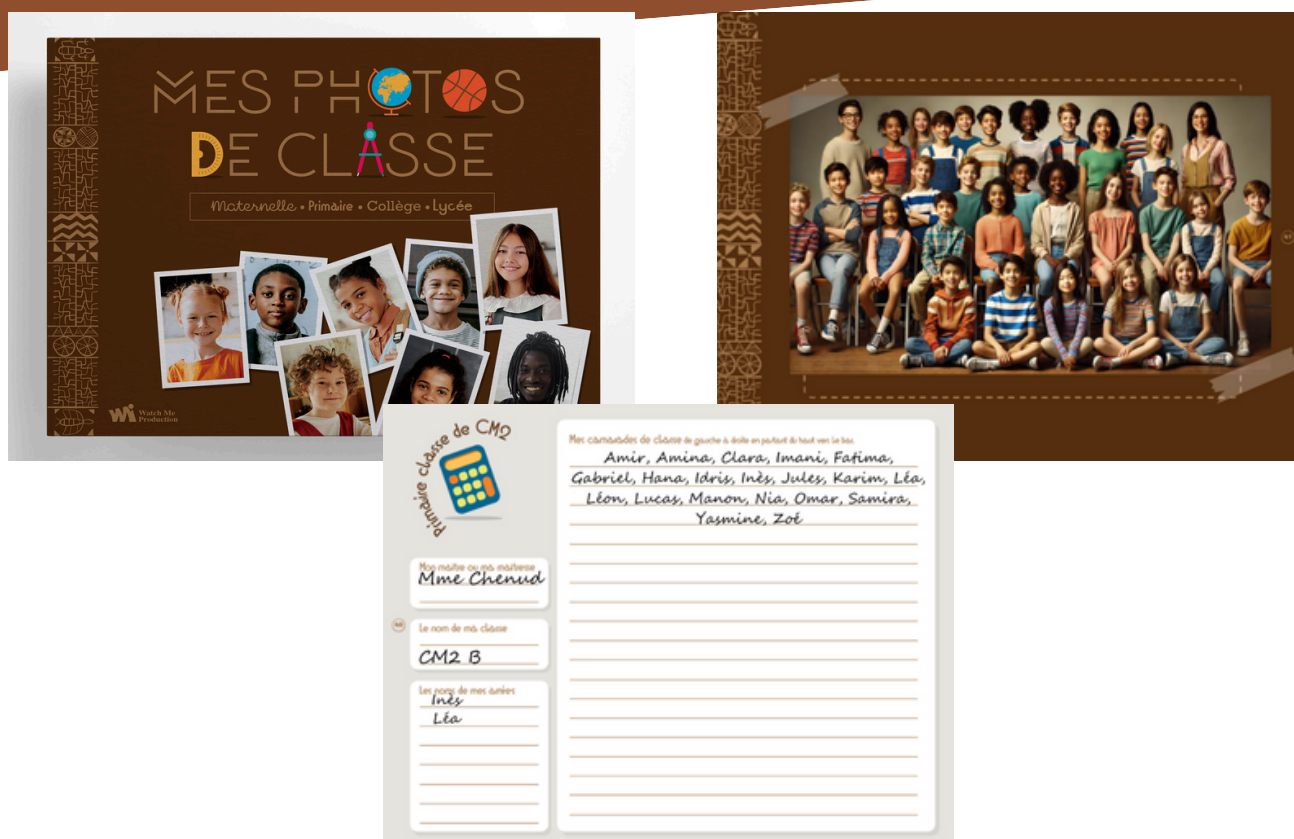 MES PHOTOS
DE CLASSE
Maternelle • Primaire • Collège • Lycée
Watch Me
Production
Primaire classe de CM2
Mon maître ou ma maîtresse
Mme Chenud
Le nom de ma classe
CM2 B
Les noms de mes amies
Inès
Léa
Mes camarades de classe de gauche à droite en partant du haut vers le bas
Amir, Amina, Clara, Imani, Fatima,
Gabriel, Hana, Idris, Inès, Jules, Karim, Léa,
Léon, Lucas, Manon, Nia, Omar, Samira,
Yasmine, Zoé